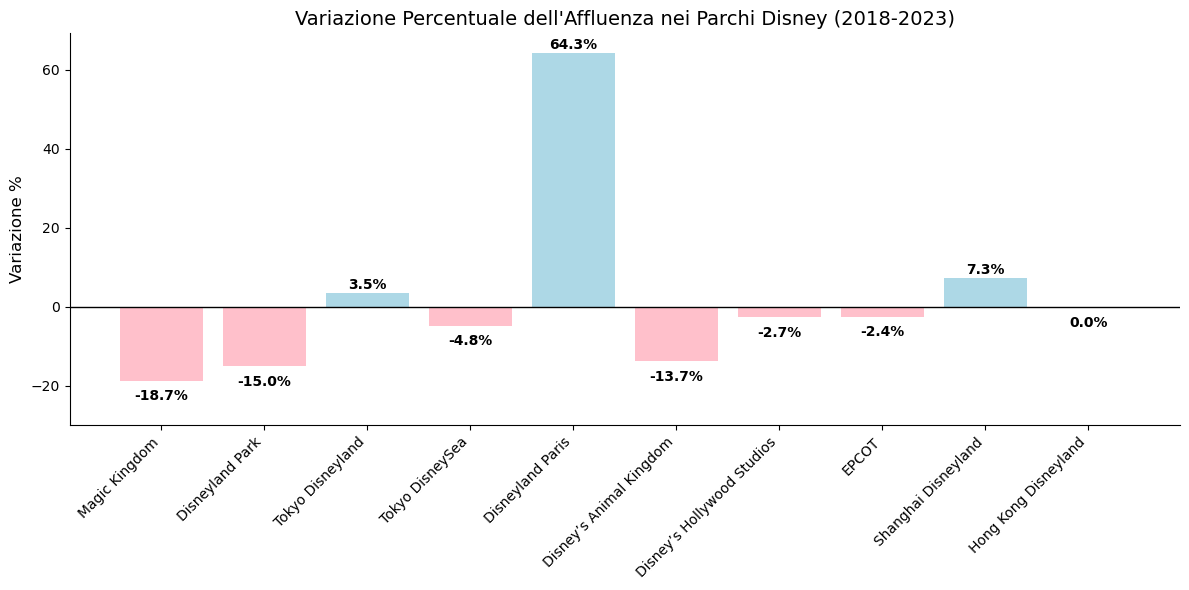 Variazione Percentuale dell'Affluenza nei Parchi Disney (2018-2023)
Variazione %
60
40
20
0
−20
-18.7%
-15.0%
3.5%
-4.8%
64.3%
-13.7%
-2.7%
-2.4%
7.3%
0.0%
Magic Kingdom
Disneyland Park
Tokyo Disneyland
Tokyo DisneySea
Disneyland Paris
Disney’s Animal Kingdom
Disney’s Hollywood Studios
EPCOT
Shanghai Disneyland
Hong Kong Disneyland